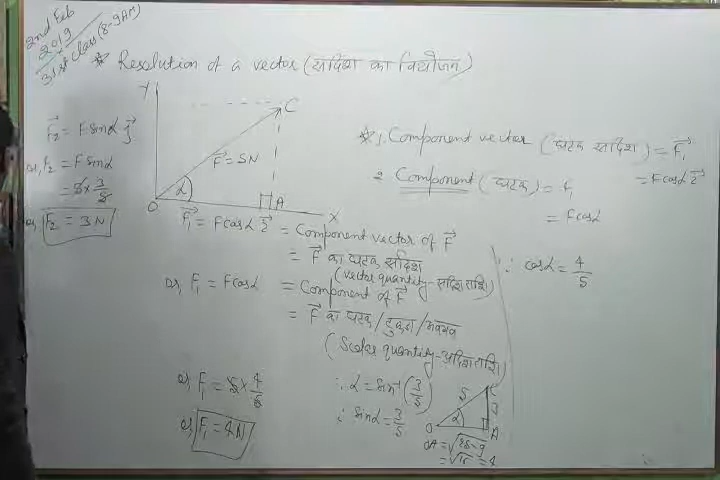 2nd Feb
2019
31st Class (8-9AM)
* Resolution of a vector (सदिश का वियोजन)
Y
C
F⃗ = 5N
α
O
A
X
F⃗₂ = F sinα j⃗
or, F₂ = F sinα
= 5 × 3/5
or, F₂ = 3N
F⃗₁ = F cosα i⃗ = Component vector of F⃗
= F⃗ का घटक सदिश
(vector quantity - सदिश राशि)
or, F₁ = F cosα = Component of F⃗
= F⃗ का घटक / टुकड़ा / अवयव
(Scalar quantity - अदिश राशि)
or, F₁ = 5 × 4/5
or, F₁ = 4N
∵ α = sin⁻¹(3/5)
∴ sinα = 3/5
5
C
3
α
O
A
OA = √25-9
= √16 = 4
* 1. Component vector (घटक सदिश) = F⃗₁
= F cosα i⃗
2 Component (घटक) = F₁
= F cosα
∵ cosα = 4/5